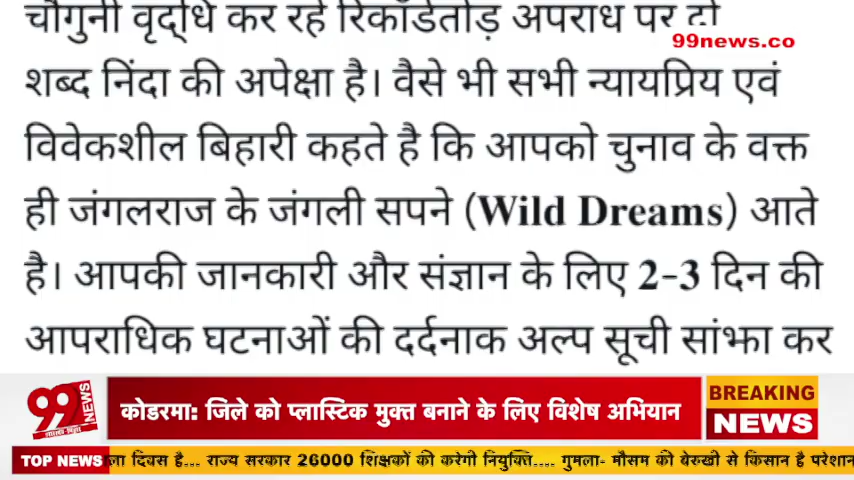 चौगुनी वृद्धि कर रहे रिकॉर्डतोड़ अपराध पर दो
99news.co
शब्द निंदा की अपेक्षा है। वैसे भी सभी न्यायप्रिय एवं
विवेकशील बिहारी कहते है कि आपको चुनाव के वक्त
ही जंगलराज के जंगली सपने (Wild Dreams) आते
है। आपकी जानकारी और संज्ञान के लिए 2-3 दिन की
आपराधिक घटनाओं की दर्दनाक अल्प सूची सांझा कर
99 NEWS
कोडरमा: जिले को प्लास्टिक मुक्त बनाने के लिए विशेष अभियान
BREAKING
NEWS
TOP NEWS
ला दिवस है... राज्य सरकार 26000 शिक्षकों की करेगी नियुक्ति.... गुमला- मौसम की बेरुखी से किसान है परेशान